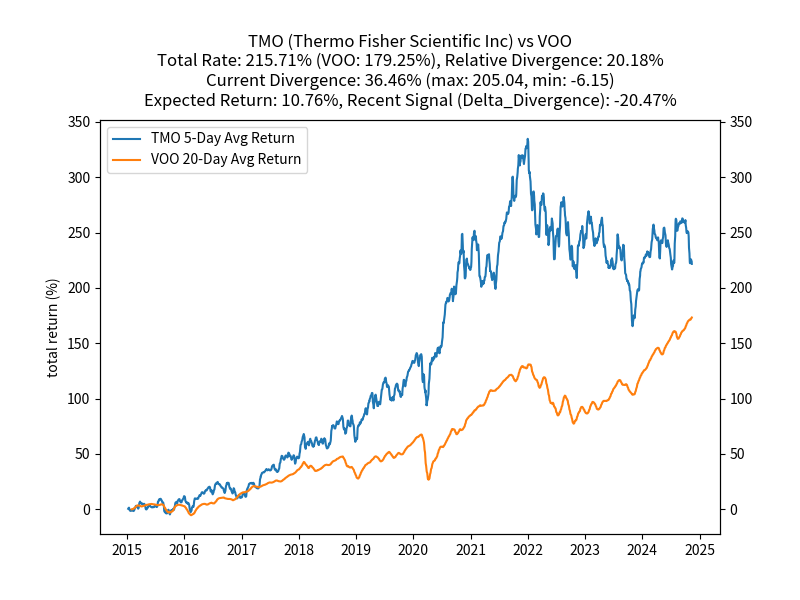 TMO (Thermo Fisher Scientific Inc) vs VOO
Total Rate: 215.71% (VOO: 179.25%), Relative Divergence: 20.18%
Current Divergence: 36.46% (max: 205.04, min: -6.15)
Expected Return: 10.76%, Recent Signal (Delta_Divergence): -20.47%
TMO 5-Day Avg Return
VOO 20-Day Avg Return
total return (%)
350
300
250
200
150
100
50
0
350
300
250
200
150
100
50
0
2015 2016 2017 2018 2019 2020 2021 2022 2023 2024 2025